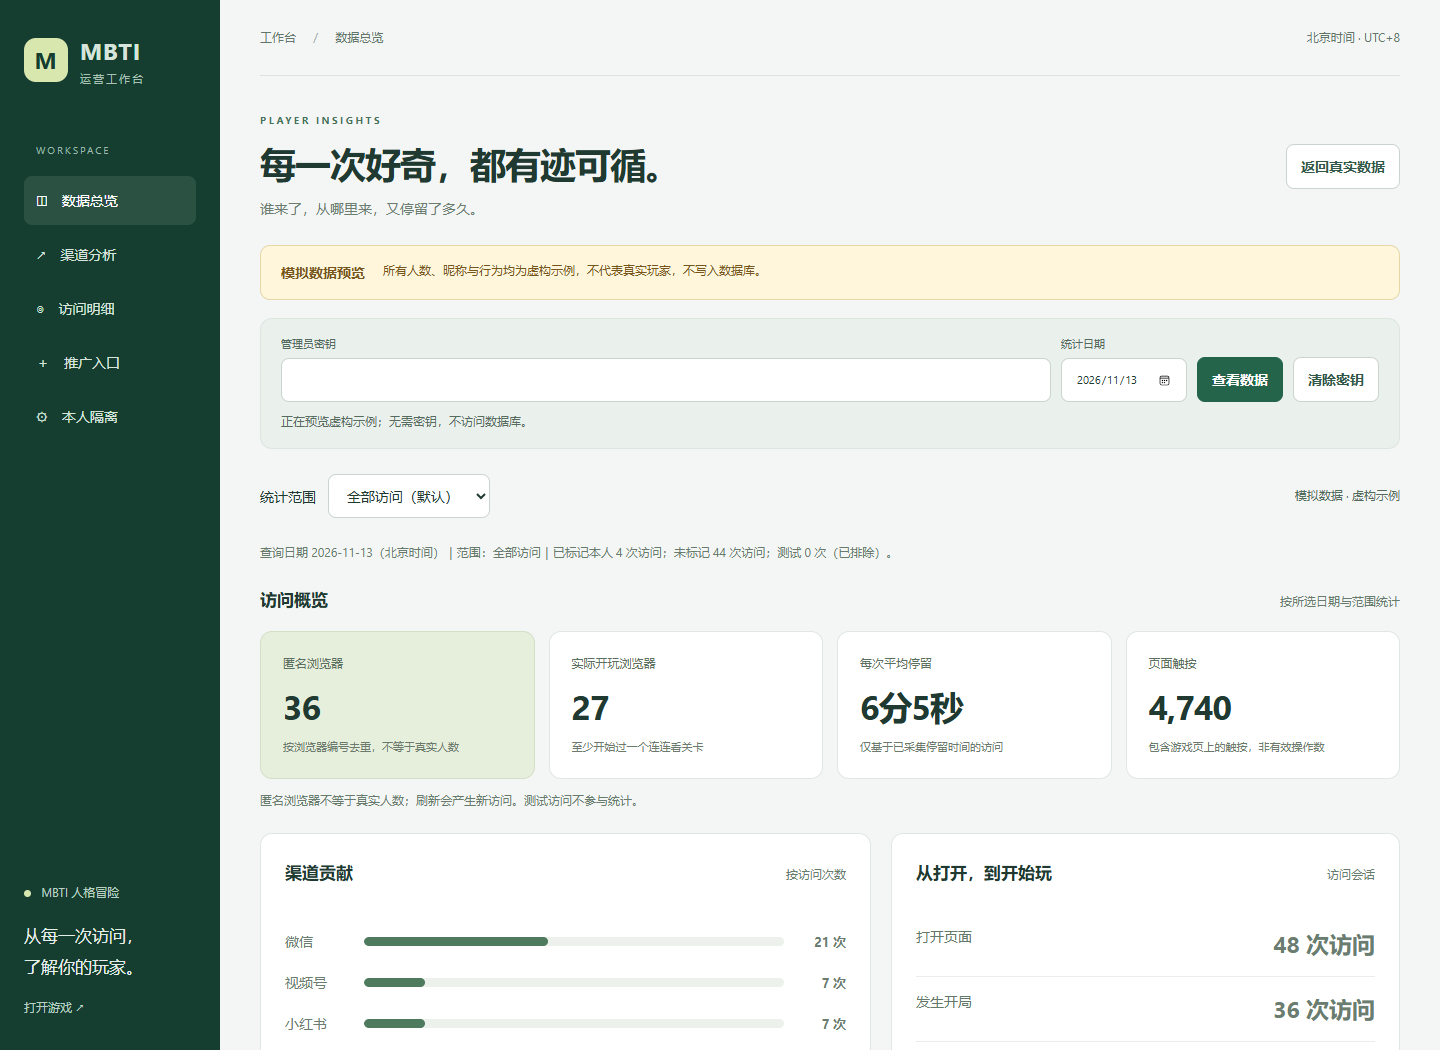 M
MBTI
运营工作台
WORKSPACE
数据总览
渠道分析
访问明细
推广入口
本人隔离
MBTI 人格冒险
从每一次访问，
了解你的玩家。
打开游戏 ↗
工作台 / 数据总览
北京时间 · UTC+8
PLAYER INSIGHTS
每一次好奇，都有迹可循。
谁来了，从哪里来，又停留了多久。
返回真实数据
模拟数据预览 所有人数、昵称与行为均为虚构示例，不代表真实玩家，不写入数据库。
管理员密钥
统计日期
2026/11/13
查看数据
清除密钥
正在预览虚构示例；无需密钥，不访问数据库。
统计范围 全部访问（默认）
模拟数据 · 虚构示例
查询日期 2026-11-13（北京时间）｜范围：全部访问｜已标记本人 4 次访问；未标记 44 次访问；测试 0 次（已排除）。
访问概览
按所选日期与范围统计
匿名浏览器
36
按浏览器编号去重，不等于真实人数
实际开玩浏览器
27
至少开始过一个连连看关卡
每次平均停留
6分5秒
仅基于已采集停留时间的访问
页面触按
4,740
包含游戏页上的触按，非有效操作数
匿名浏览器不等于真实人数；刷新会产生新访问。测试访问不参与统计。
渠道贡献
按访问次数
微信 21 次
视频号 7 次
小红书 7 次
从打开，到开始玩
访问会话
打开页面 48 次访问
发生开局 36 次访问